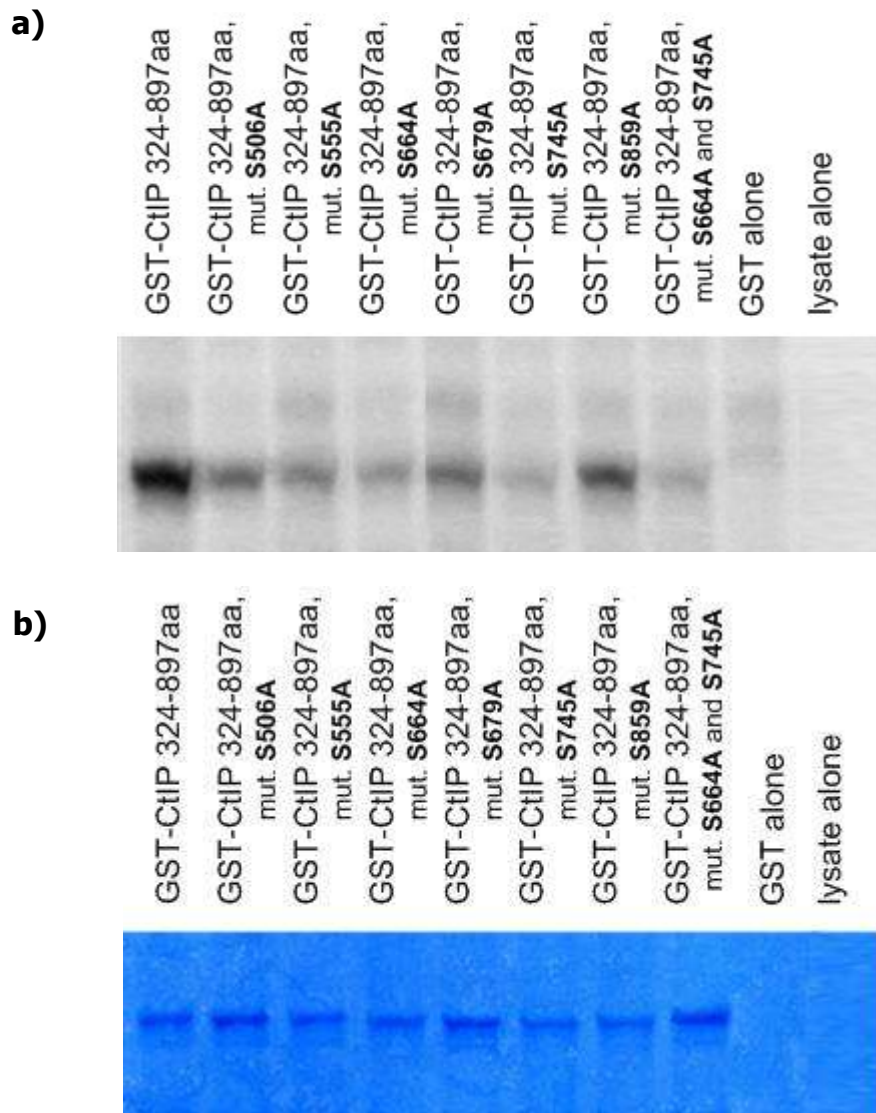 a)
GST-CtIP 324-897aa
GST-CtIP 324-897aa,
mut. S506A
GST-CtIP 324-897aa,
mut. S555A
GST-CtIP 324-897aa,
mut. S664A
GST-CtIP 324-897aa,
mut. S679A
GST-CtIP 324-897aa,
mut. S745A
GST-CtIP 324-897aa,
mut. S859A
GST-CtIP 324-897aa,
mut. S664A and S745A
GST alone
lysate alone
b)
GST-CtIP 324-897aa
GST-CtIP 324-897aa,
mut. S506A
GST-CtIP 324-897aa,
mut. S555A
GST-CtIP 324-897aa,
mut. S664A
GST-CtIP 324-897aa,
mut. S679A
GST-CtIP 324-897aa,
mut. S745A
GST-CtIP 324-897aa,
mut. S859A
GST-CtIP 324-897aa,
mut. S664A and S745A
GST alone
lysate alone